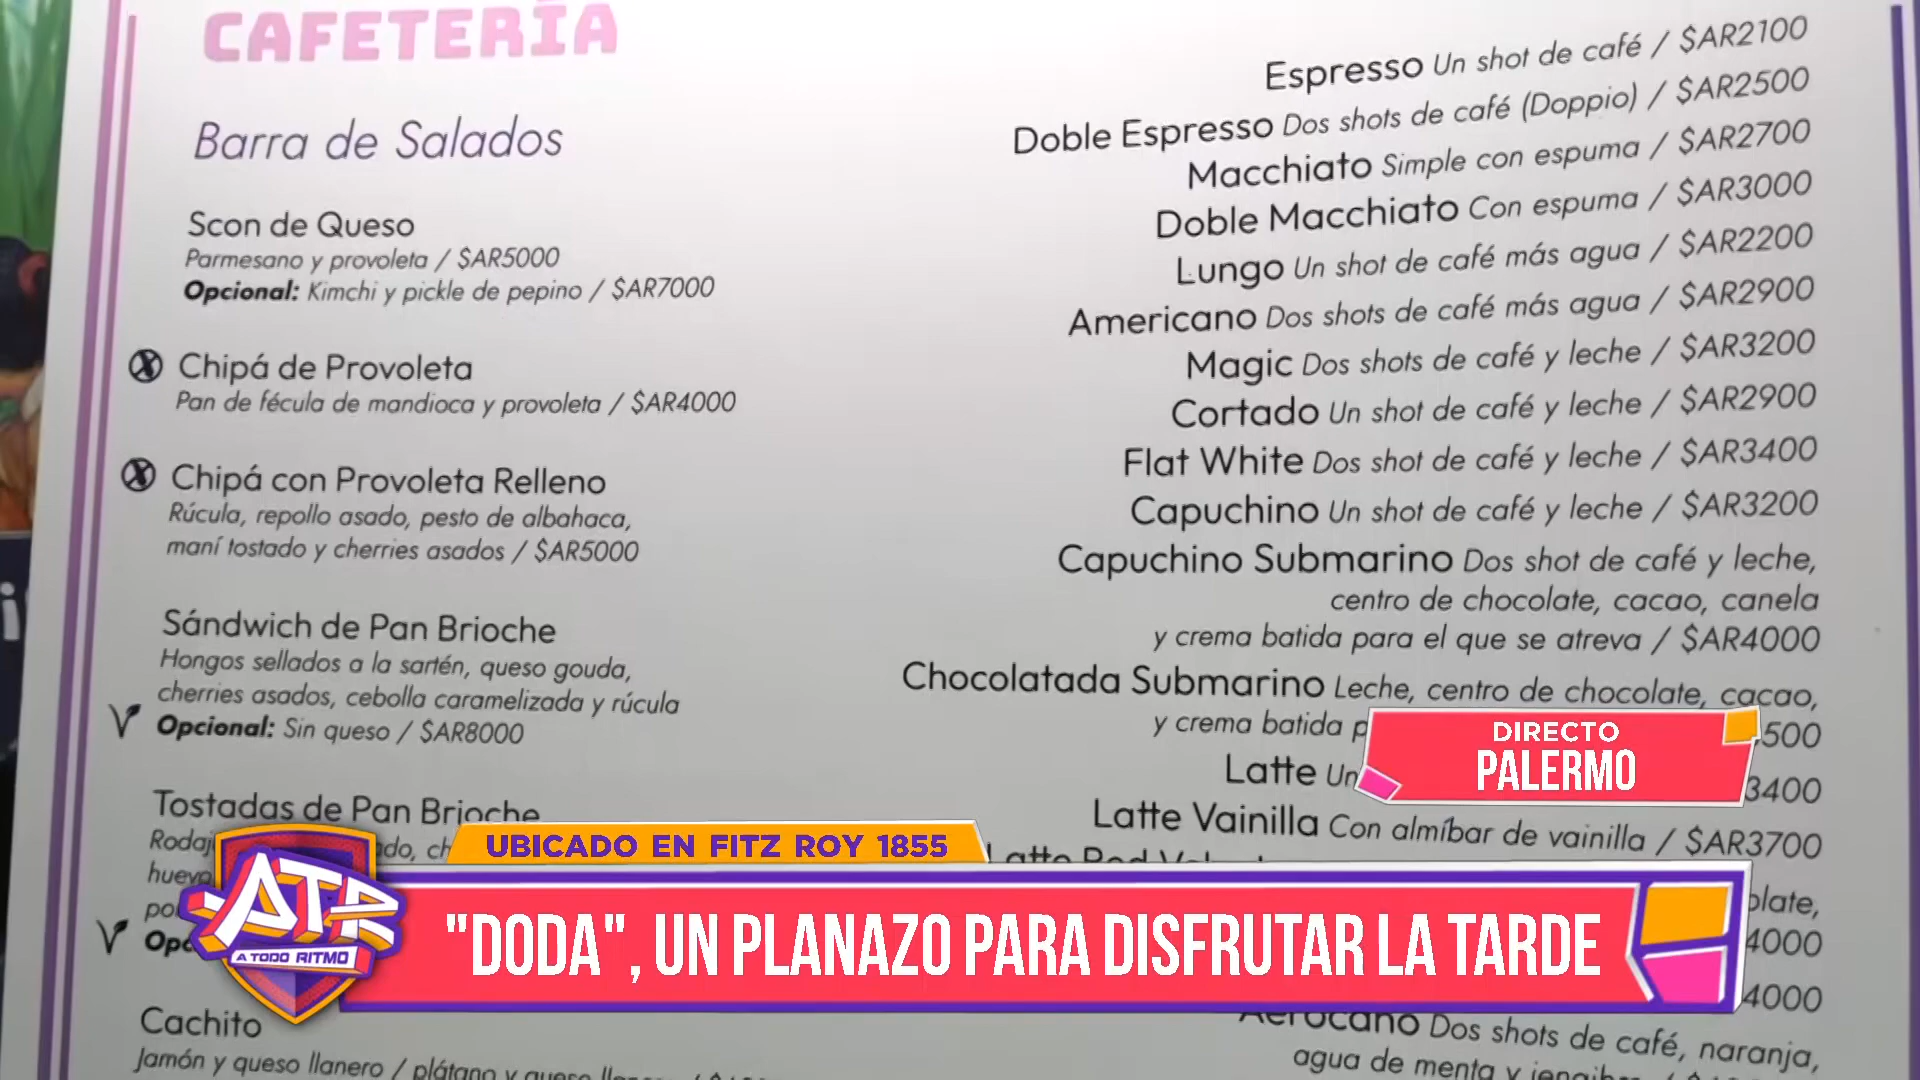 CAFETERÍA
Barra de Salados
Scon de Queso
Parmesano y provoleta / $AR5000
Opcional: Kimchi y pickle de pepino / $AR7000
Chipá de Provoleta
Pan de fécula de mandioca y provoleta / $AR4000
Chipá con Provoleta Relleno
Rúcula, repollo asado, pesto de albahaca,
maní tostado y cherries asados / $AR5000
Sándwich de Pan Brioche
Hongos sellados a la sartén, queso gouda,
cherries asados, cebolla caramelizada y rúcula
Opcional: Sin queso / $AR8000
Tostadas de Pan Brioche
Cachito
Jamón y queso llanero / plátano y queso
Espresso Un shot de café / $AR2100
Doble Espresso Dos shots de café (Doppio) / $AR2500
Macchiato Simple con espuma / $AR2700
Doble Macchiato Con espuma / $AR3000
Lungo Un shot de café más agua / $AR2200
Americano Dos shots de café más agua / $AR2900
Magic Dos shots de café y leche / $AR3200
Cortado Un shot de café y leche / $AR2900
Flat White Dos shot de café y leche / $AR3400
Capuchino Un shot de café y leche / $AR3200
Capuchino Submarino Dos shot de café y leche,
centro de chocolate, cacao, canela
y crema batida para el que se atreva / $AR4000
Chocolatada Submarino Leche, centro de chocolate, cacao,
y crema batida
500
Latte Un
3400
Latte Vainilla Con almíbar de vainilla / $AR3700
4000
4000
Aerocano Dos shots de café, naranja,
agua de menta y
DIRECTO
PALERMO
UBICADO EN FITZ ROY 1855
ATR
A TODO RITMO
"DODA", UN PLANAZO PARA DISFRUTAR LA TARDE